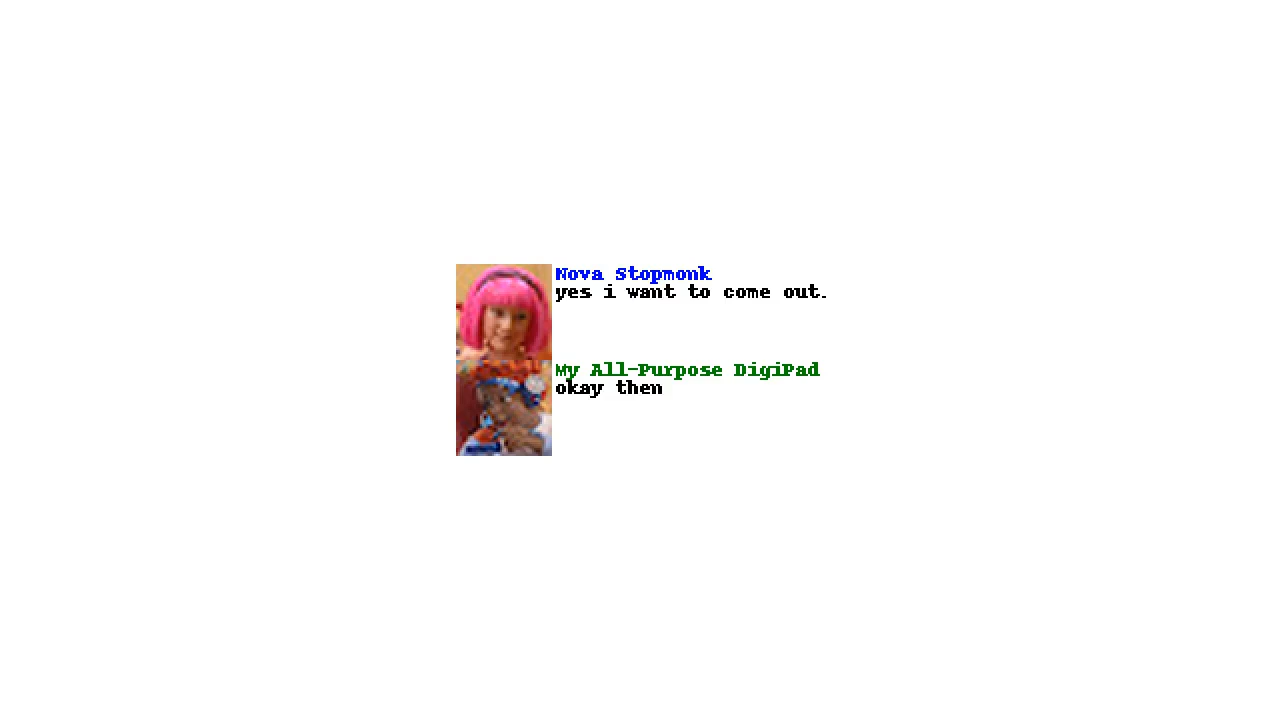 Nova Stopmonk
yes i want to come out.
My All-Purpose DigiPad
okay then